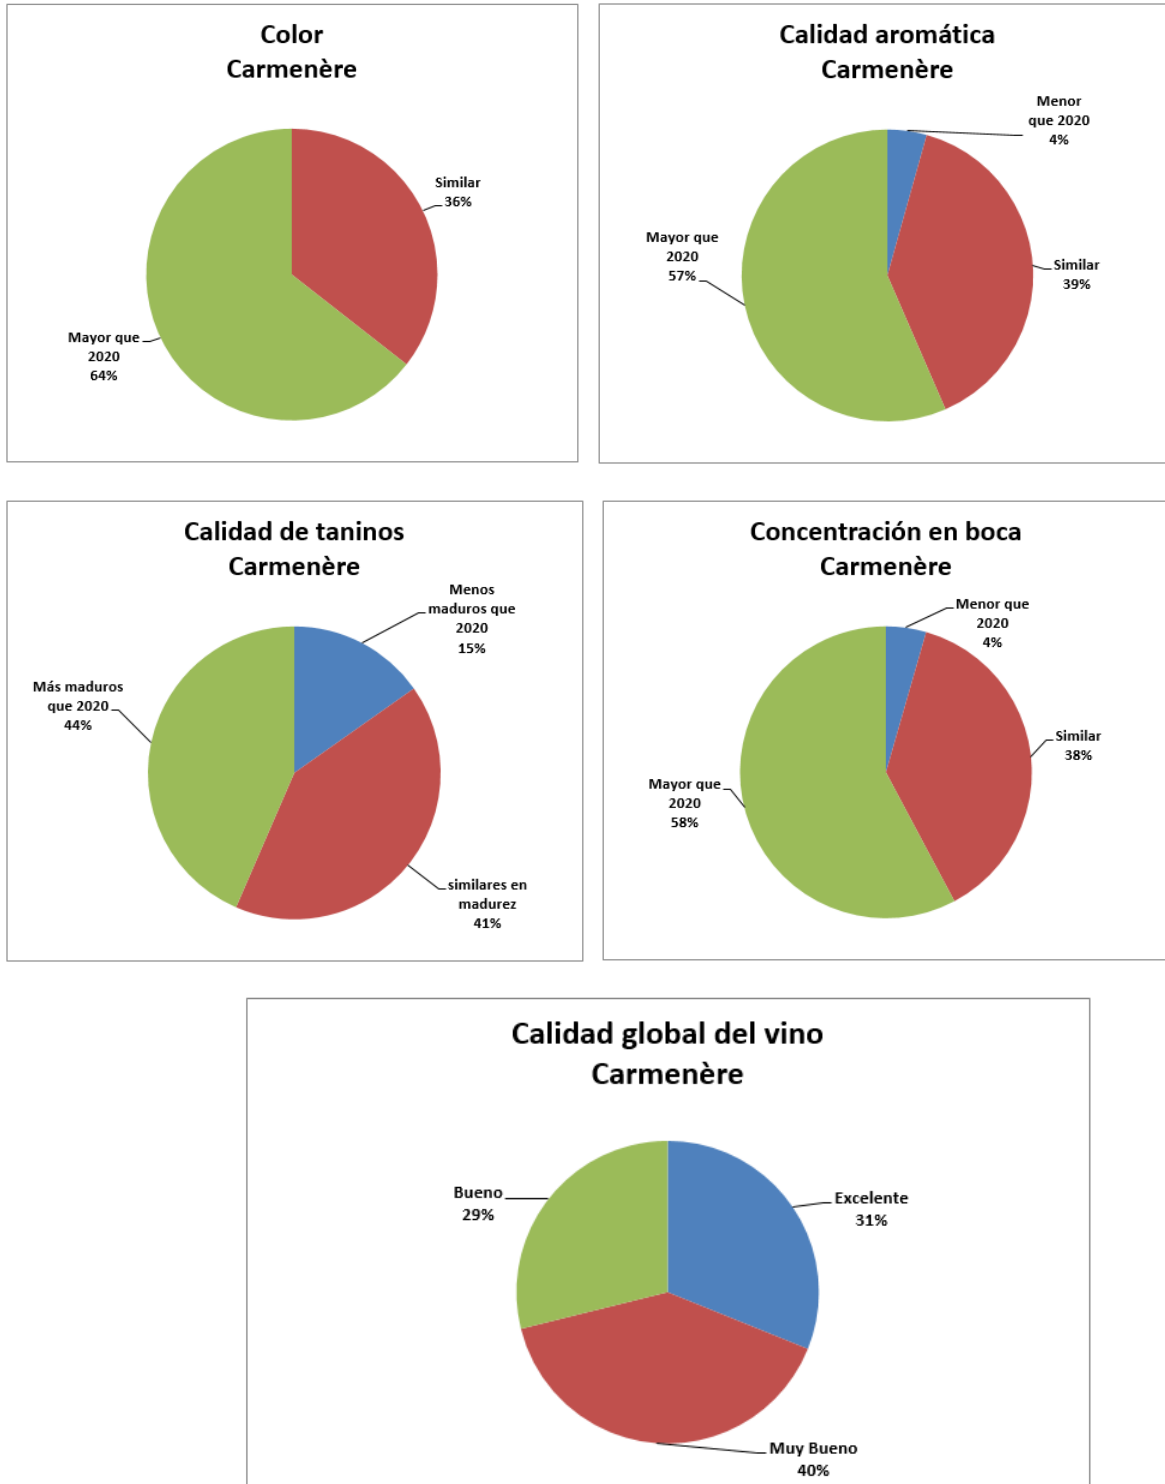 Color
Carmenère
Similar
36%
Mayor que
2020
64%
Calidad aromática
Carmenère
Menor
que 2020
4%
Mayor que
2020
57%
Similar
39%
Calidad de taninos
Carmenère
Menos
maduros que
2020
15%
Más maduros
que 2020
44%
similares en
madurez
41%
Concentración en boca
Carmenère
Menor que
2020
4%
Similar
38%
Mayor que
2020
58%
Calidad global del vino
Carmenère
Bueno
29%
Excelente
31%
Muy Bueno
40%